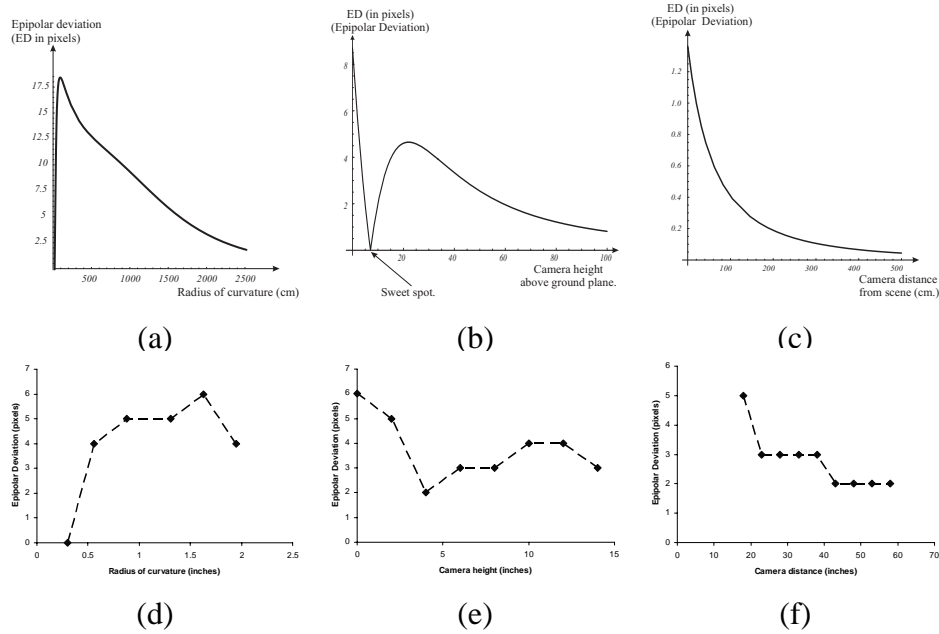 Epipolar deviation
(ED in pixels)
17.5
15
12.5
10
7.5
5
2.5
500 1000 1500 2000 2500
Radius of curvature (cm)
ED (in pixels)
(Epipolar Deviation)
8
6
4
2
20 40 60 80 100
Camera height
above ground plane.
Sweet spot.
ED (in pixels)
(Epipolar Deviation)
1.2
1.0
0.8
0.6
0.4
0.2
100 200 300 400 500
Camera distance
from scene (cm.)
(a) (b) (c)
Epipolar Deviation (pixels)
7
6
5
4
3
2
1
0
0 0.5 1 1.5 2 2.5
Radius of curvature (inches)
Epipolar Deviation (pixels)
7
6
5
4
3
2
1
0
0 5 10 15
Camera height (inches)
Epipolar Deviation (pixels)
6
5
4
3
2
1
0
0 10 20 30 40 50 60 70
Camera distance (inches)
(d) (e) (f)